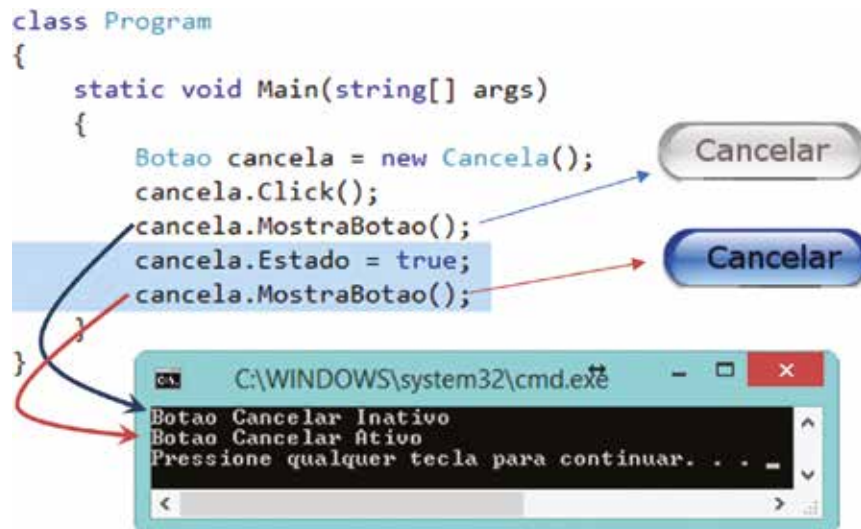 class Program
{
static void Main(string[] args)
{
Botao cancela = new Cancela();
cancela.Click();
cancela.MostraBotao();
cancela.Estado = true;
cancela.MostraBotao();
}
}
Cancelar
Cancelar
C:\WINDOWS\system32\cmd.exe
Botao Cancelar Inativo
Botao Cancelar Ativo
Pressione qualquer tecla para continuar. . . _